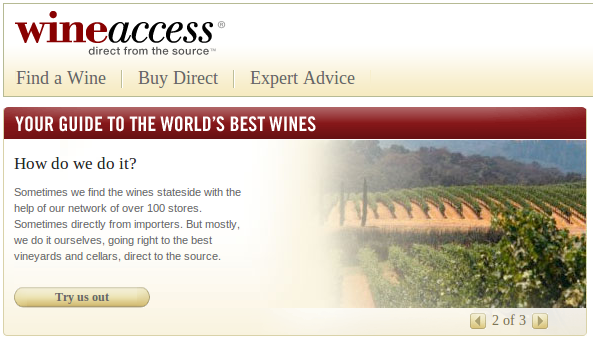 wineaccess®
direct from the source™
Find a Wine
Buy Direct
Expert Advice
YOUR GUIDE TO THE WORLD'S BEST WINES
How do we do it?
Sometimes we find the wines stateside with the
help of our network of over 100 stores.
Sometimes directly from importers. But mostly,
we do it ourselves, going right to the best
vineyards and cellars, direct to the source.
Try us out
2 of 3